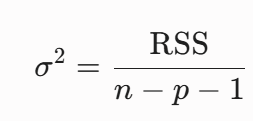 σ² = RSS / (n − p − 1)